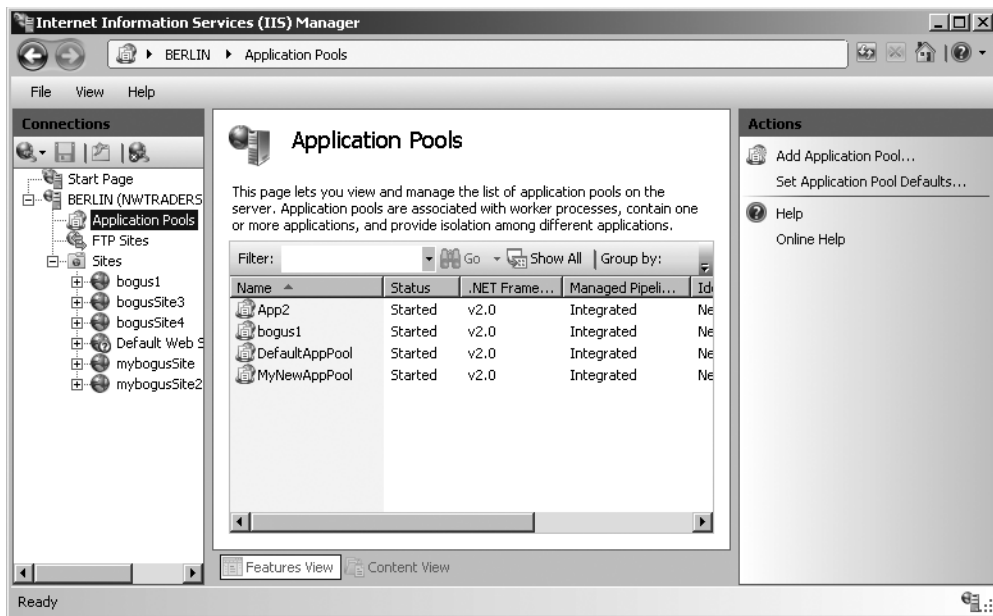 Internet Information Services (IIS) Manager
BERLIN Application Pools
File View Help
Connections
Start Page
BERLIN (NWTRADERS
Application Pools
FTP Sites
Sites
bogus1
bogusSite3
bogusSite4
Default Web S
mybogusSite
mybogusSite2
Application Pools
This page lets you view and manage the list of application pools on the
server. Application pools are associated with worker processes, contain one
or more applications, and provide isolation among different applications.
Filter: Go Show All Group by:
Name Status .NET Frame... Managed Pipeli... Ide
App2 Started v2.0 Integrated Ne
bogus1 Started v2.0 Integrated Ne
DefaultAppPool Started v2.0 Integrated Ne
MyNewAppPool Started v2.0 Integrated Ne
Features View Content View
Actions
Add Application Pool...
Set Application Pool Defaults...
Help
Online Help
Ready